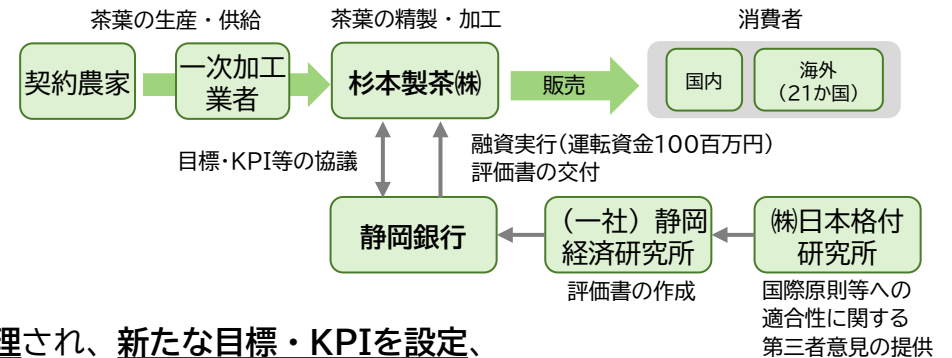 茶葉の生産・供給
茶葉の精製・加工
消費者
契約農家
一次加工
業者
杉本製茶㈱
販売
国内
海外
(21か国)
目標・KPI等の協議
融資実行(運転資金100百万円)
評価書の交付
静岡銀行
(一社)静岡
経済研究所
㈱日本格付
研究所
評価書の作成
国際原則等への
適合性に関する
第三者意見の提供
理され、新たな目標・KPIを設定、